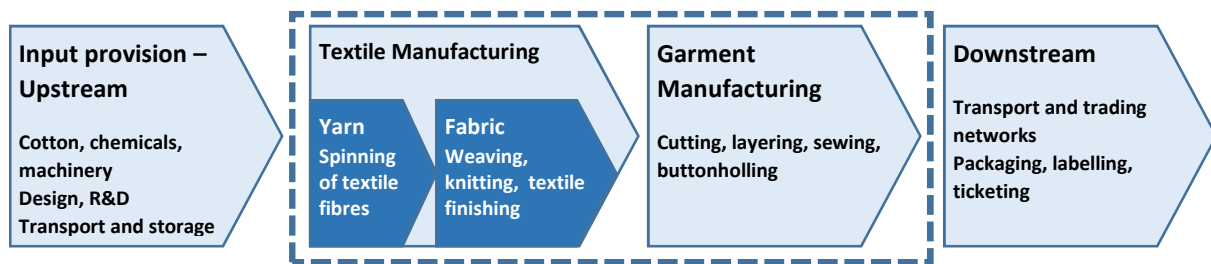 Input provision –
Upstream
Cotton, chemicals,
machinery
Design, R&D
Transport and storage
Textile Manufacturing
Yarn
Spinning
of textile
fibres
Fabric
Weaving,
knitting, textile
finishing
Garment
Manufacturing
Cutting, layering, sewing,
buttonholling
Downstream
Transport and trading
networks
Packaging, labelling,
ticketing